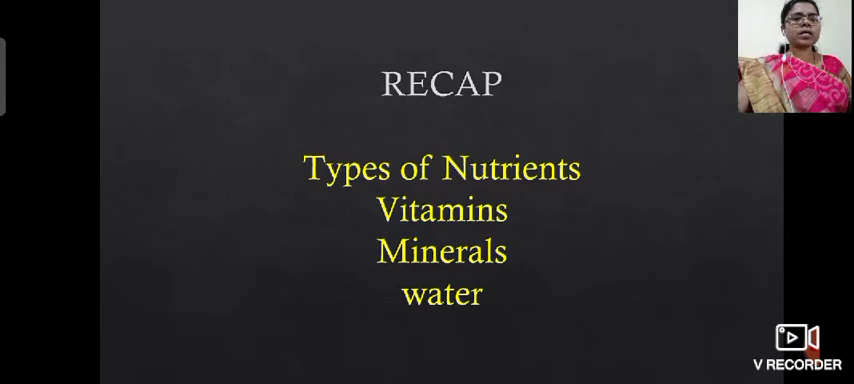 RECAP
Types of Nutrients
Vitamins
Minerals
water
V RECORDER